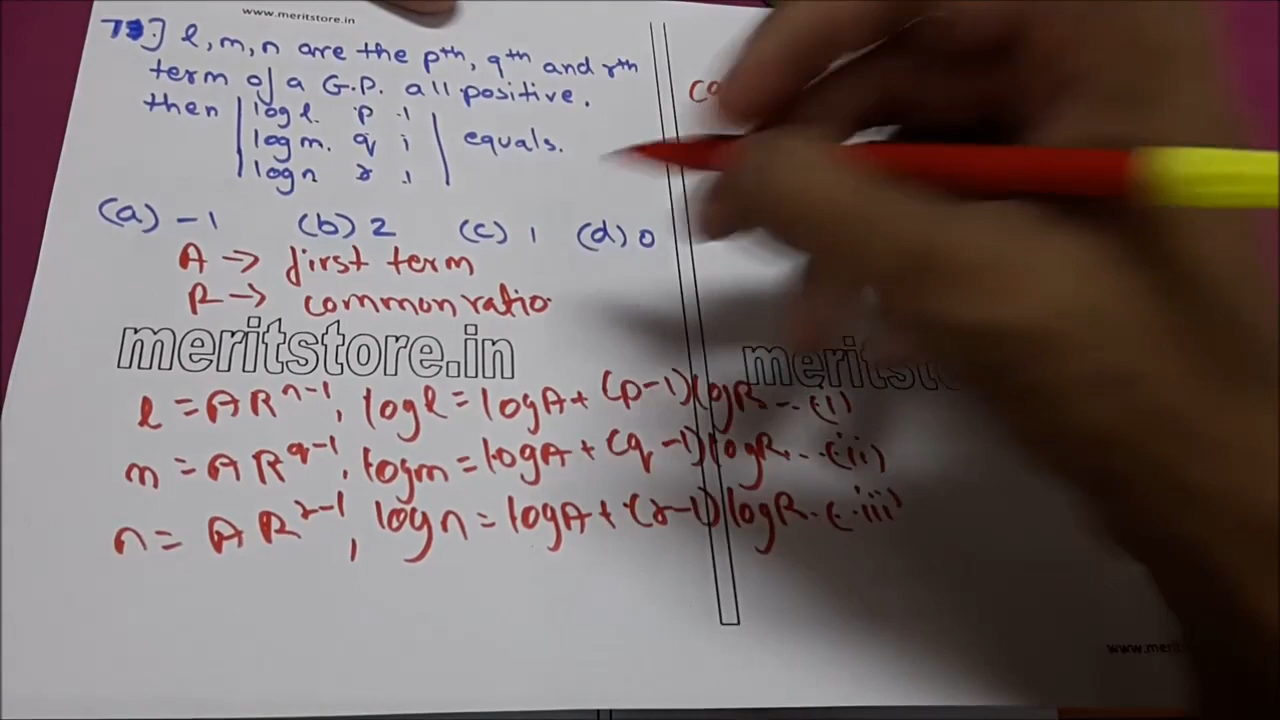 www.meritstore.in
73.] l, m, n are the pth, qth and rth
term of a G.P. all positive.
then | log l. p 1 |
| log m. q 1 | equals.
| log n r 1 |
(a) -1 (b) 2 (c) 1 (d) 0
A → first term
R → common ratio
meritstore.in
l = AR^n-1, log l = log A + (p-1) log R - - (i)
m = AR^q-1, log m = log A + (q-1) log R. - - (ii)
n = AR^r-1, log n = log A + (r-1) log R. - (iii)